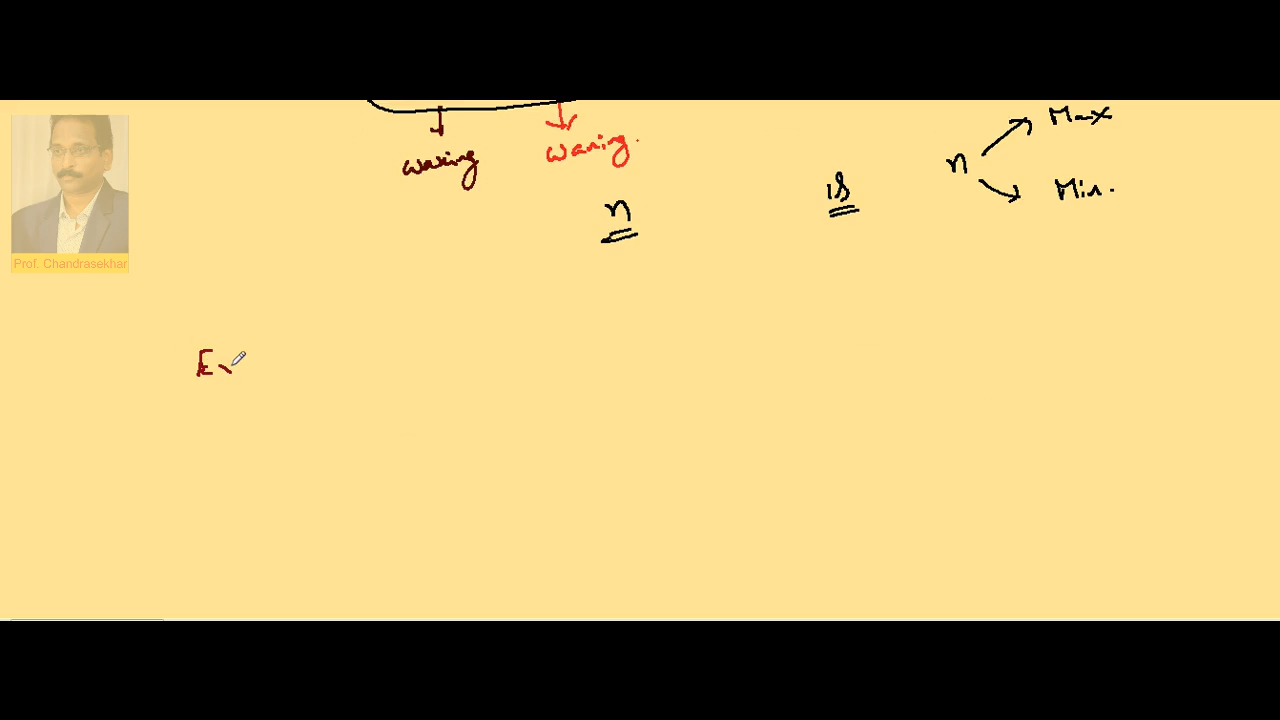 Max
waxing waning.
n
Min.
n is
Prof. Chandrasekhar